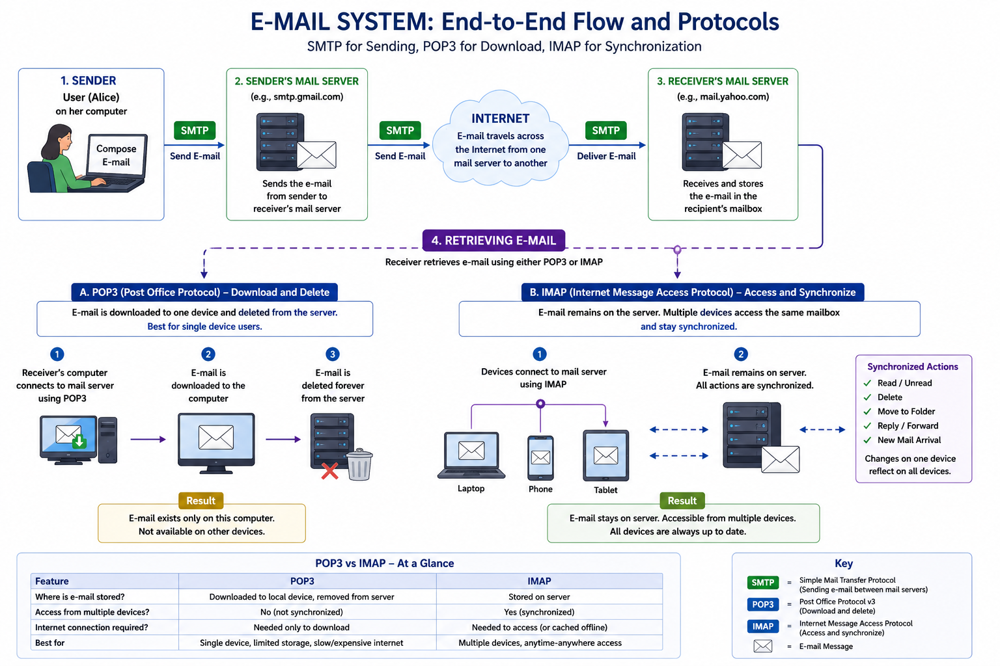 E-MAIL SYSTEM: End-to-End Flow and Protocols
SMTP for Sending, POP3 for Download, IMAP for Synchronization
1. SENDER
User (Alice)
on her computer
Compose
E-mail
SMTP
Send E-mail
2. SENDER'S MAIL SERVER
(e.g., smtp.gmail.com)
Sends the e-mail
from sender to
receiver's mail server
SMTP
Send E-mail
INTERNET
E-mail travels across
the Internet from one
mail server to another
SMTP
Deliver E-mail
3. RECEIVER'S MAIL SERVER
(e.g., mail.yahoo.com)
Receives and stores
the e-mail in the
recipient's mailbox
4. RETRIEVING E-MAIL
Receiver retrieves e-mail using either POP3 or IMAP
A. POP3 (Post Office Protocol) – Download and Delete
E-mail is downloaded to one device and deleted from the server.
Best for single device users.
1
Receiver's computer
connects to mail server
using POP3
2
E-mail is
downloaded to the
computer
3
E-mail is
deleted forever
from the server
Result
E-mail exists only on this computer.
Not available on other devices.
B. IMAP (Internet Message Access Protocol) – Access and Synchronize
E-mail remains on the server. Multiple devices access the same mailbox
and stay synchronized.
1
Devices connect to mail server
using IMAP
Laptop
Phone
Tablet
2
E-mail remains on server.
All actions are synchronized.
Synchronized Actions
✓ Read / Unread
✓ Delete
✓ Move to Folder
✓ Reply / Forward
✓ New Mail Arrival
Changes on one device
reflect on all devices.
Result
E-mail stays on server. Accessible from multiple devices.
All devices are always up to date.
POP3 vs IMAP – At a Glance
Feature POP3 IMAP
Where is e-mail stored? Downloaded to local device, removed from server Stored on server
Access from multiple devices? No (not synchronized) Yes (synchronized)
Internet connection required? Needed only to download Needed to access (or cached offline)
Best for Single device, limited storage, slow/expensive internet Multiple devices, anytime-anywhere access
Key
SMTP = Simple Mail Transfer Protocol
(Sending e-mail between mail servers)
POP3 = Post Office Protocol v3
(Download and delete)
IMAP = Internet Message Access Protocol
(Access and synchronize)
= E-mail Message